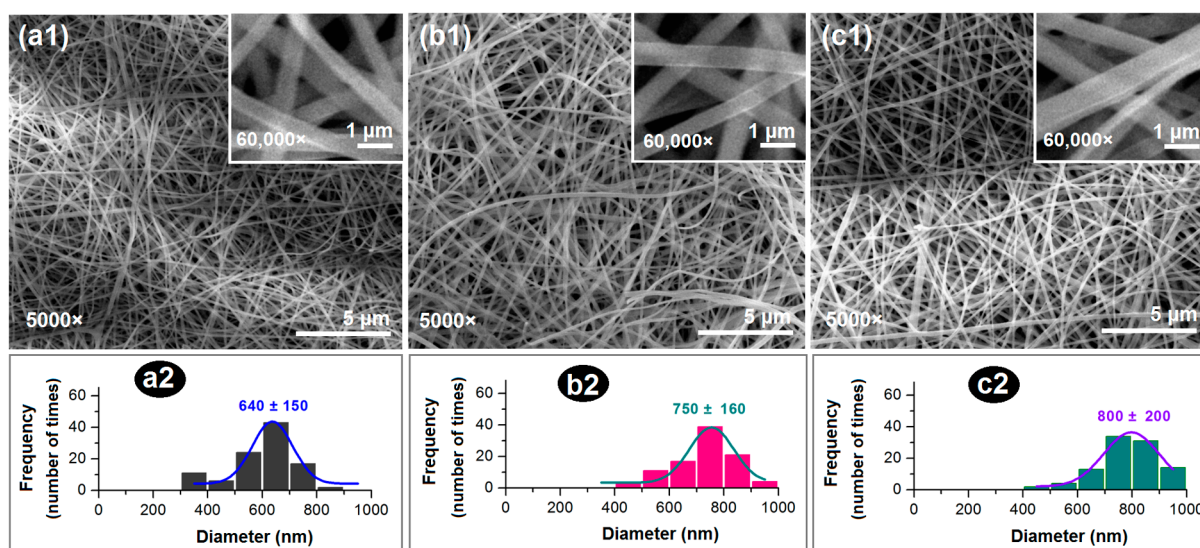 (a1)
60,000×
1 µm
5000×
5 µm
(b1)
60,000×
1 µm
5000×
5 µm
(c1)
60,000×
1 µm
5000×
5 µm
a2
640 ± 150
Frequency
(number of times)
60
40
20
0
0 200 400 600 800 1000
Diameter (nm)
b2
750 ± 160
Frequency
(number of times)
60
40
20
0
0 200 400 600 800 1000
Diameter (nm)
c2
800 ± 200
Frequency
(number of times)
60
40
20
0
0 200 400 600 800 1000
Diameter (nm)